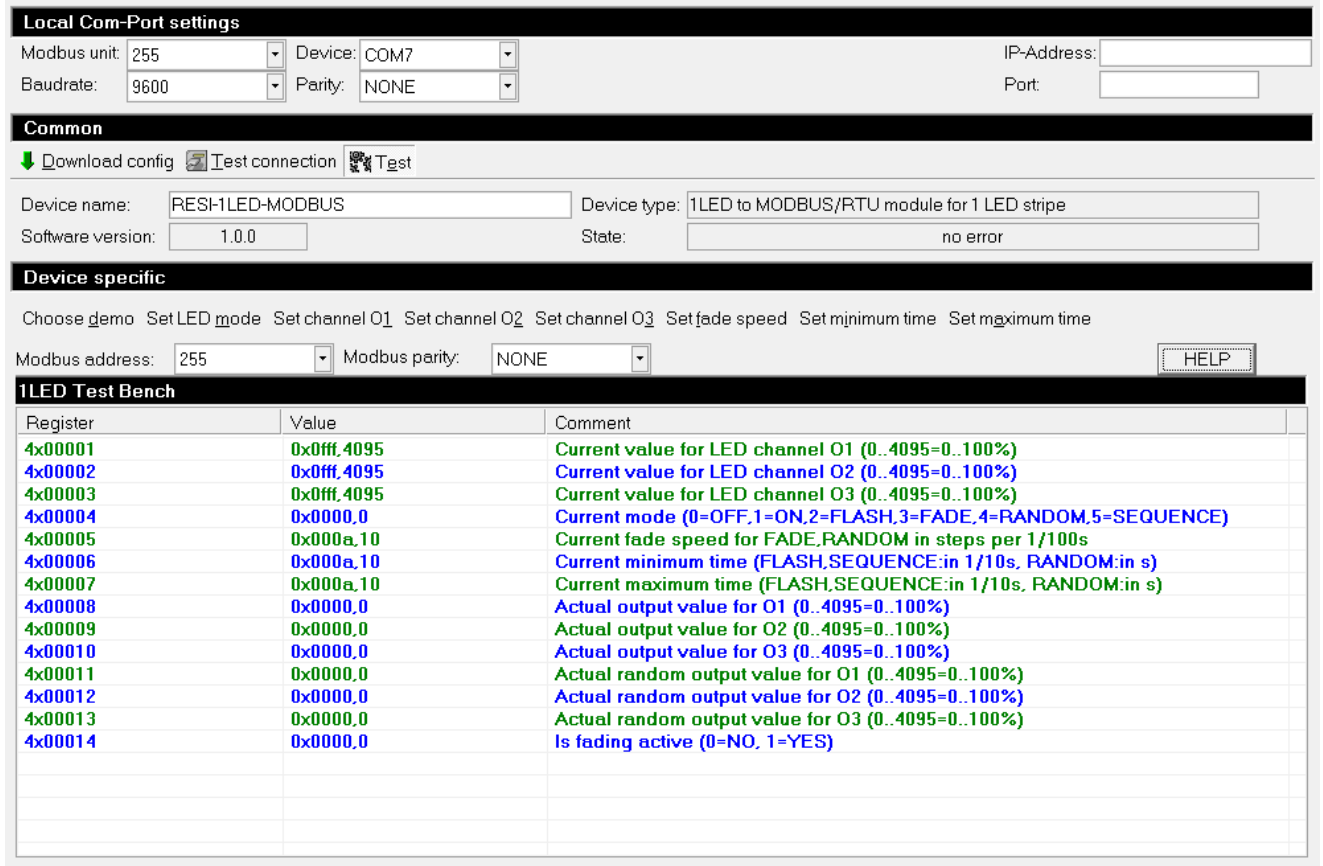 Local Com-Port settings
Modbus unit: 255 Device: COM7 IP-Address:
Baudrate: 9600 Parity: NONE Port:
Common
Download config Test connection Test
Device name: RESI-1LED-MODBUS Device type: 1LED to MODBUS/RTU module for 1 LED stripe
Software version: 1.0.0 State: no error
Device specific
Choose demo Set LED mode Set channel O1 Set channel O2 Set channel O3 Set fade speed Set minimum time Set maximum time
Modbus address: 255 Modbus parity: NONE HELP
1LED Test Bench
Register Value Comment
4x00001 0x0fff,4095 Current value for LED channel O1 (0..4095=0..100%)
4x00002 0x0fff,4095 Current value for LED channel O2 (0..4095=0..100%)
4x00003 0x0fff,4095 Current value for LED channel O3 (0..4095=0..100%)
4x00004 0x0000,0 Current mode (0=OFF,1=ON,2=FLASH,3=FADE,4=RANDOM,5=SEQUENCE)
4x00005 0x000a,10 Current fade speed for FADE,RANDOM in steps per 1/100s
4x00006 0x000a,10 Current minimum time (FLASH,SEQUENCE:in 1/10s, RANDOM:in s)
4x00007 0x000a,10 Current maximum time (FLASH,SEQUENCE:in 1/10s, RANDOM:in s)
4x00008 0x0000,0 Actual output value for O1 (0..4095=0..100%)
4x00009 0x0000,0 Actual output value for O2 (0..4095=0..100%)
4x00010 0x0000,0 Actual output value for O3 (0..4095=0..100%)
4x00011 0x0000,0 Actual random output value for O1 (0..4095=0..100%)
4x00012 0x0000,0 Actual random output value for O2 (0..4095=0..100%)
4x00013 0x0000,0 Actual random output value for O3 (0..4095=0..100%)
4x00014 0x0000,0 Is fading active (0=NO, 1=YES)